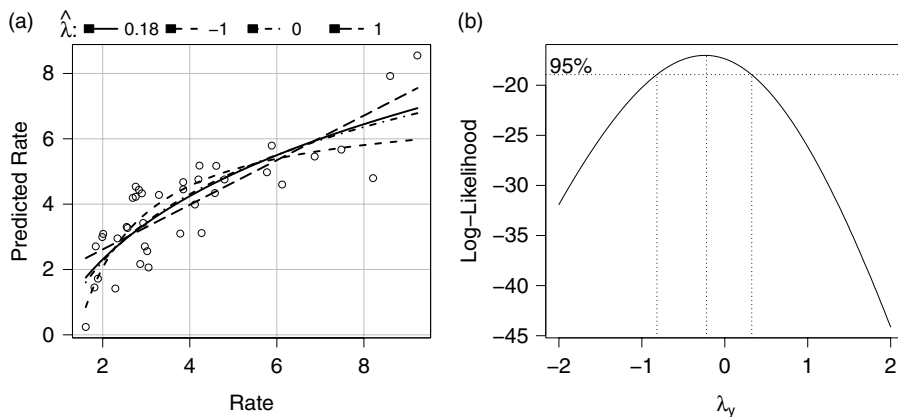 (a)
λ̂: 0.18 −1 0 1
Predicted Rate
8
6
4
2
0
2 4 6 8
Rate
(b)
95%
Log−Likelihood
−20
−25
−30
−35
−40
−45
−2 −1 0 1 2
λy